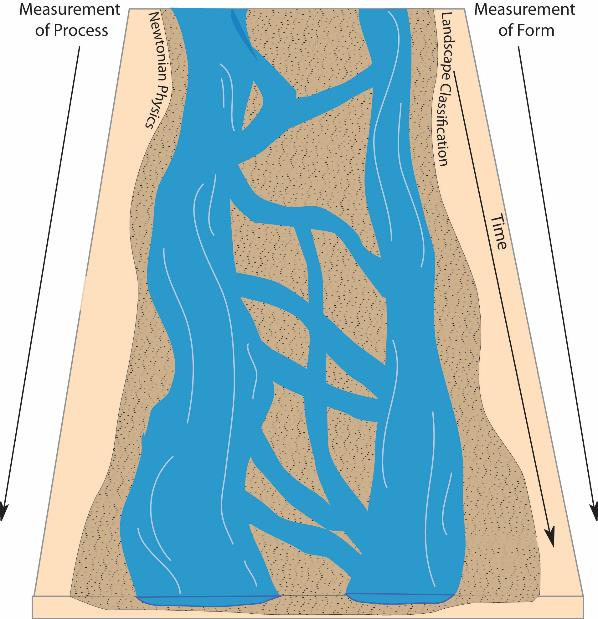 Measurement
of Process
Measurement
of Form
Newtonian Physics
Landscape Classification
Time